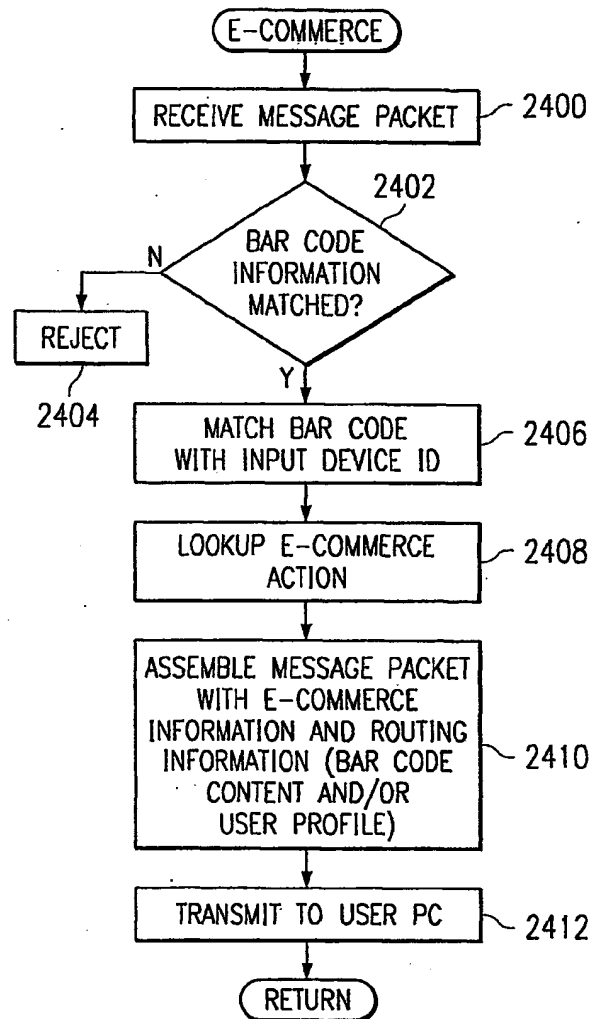 E-COMMERCE
RECEIVE MESSAGE PACKET
2400
2402
BAR CODE
INFORMATION
MATCHED?
N
REJECT
2404
Y
MATCH BAR CODE
WITH INPUT DEVICE ID
2406
LOOKUP E-COMMERCE
ACTION
2408
ASSEMBLE MESSAGE PACKET
WITH E-COMMERCE
INFORMATION AND ROUTING
INFORMATION (BAR CODE
CONTENT AND/OR
USER PROFILE)
2410
TRANSMIT TO USER PC
2412
RETURN